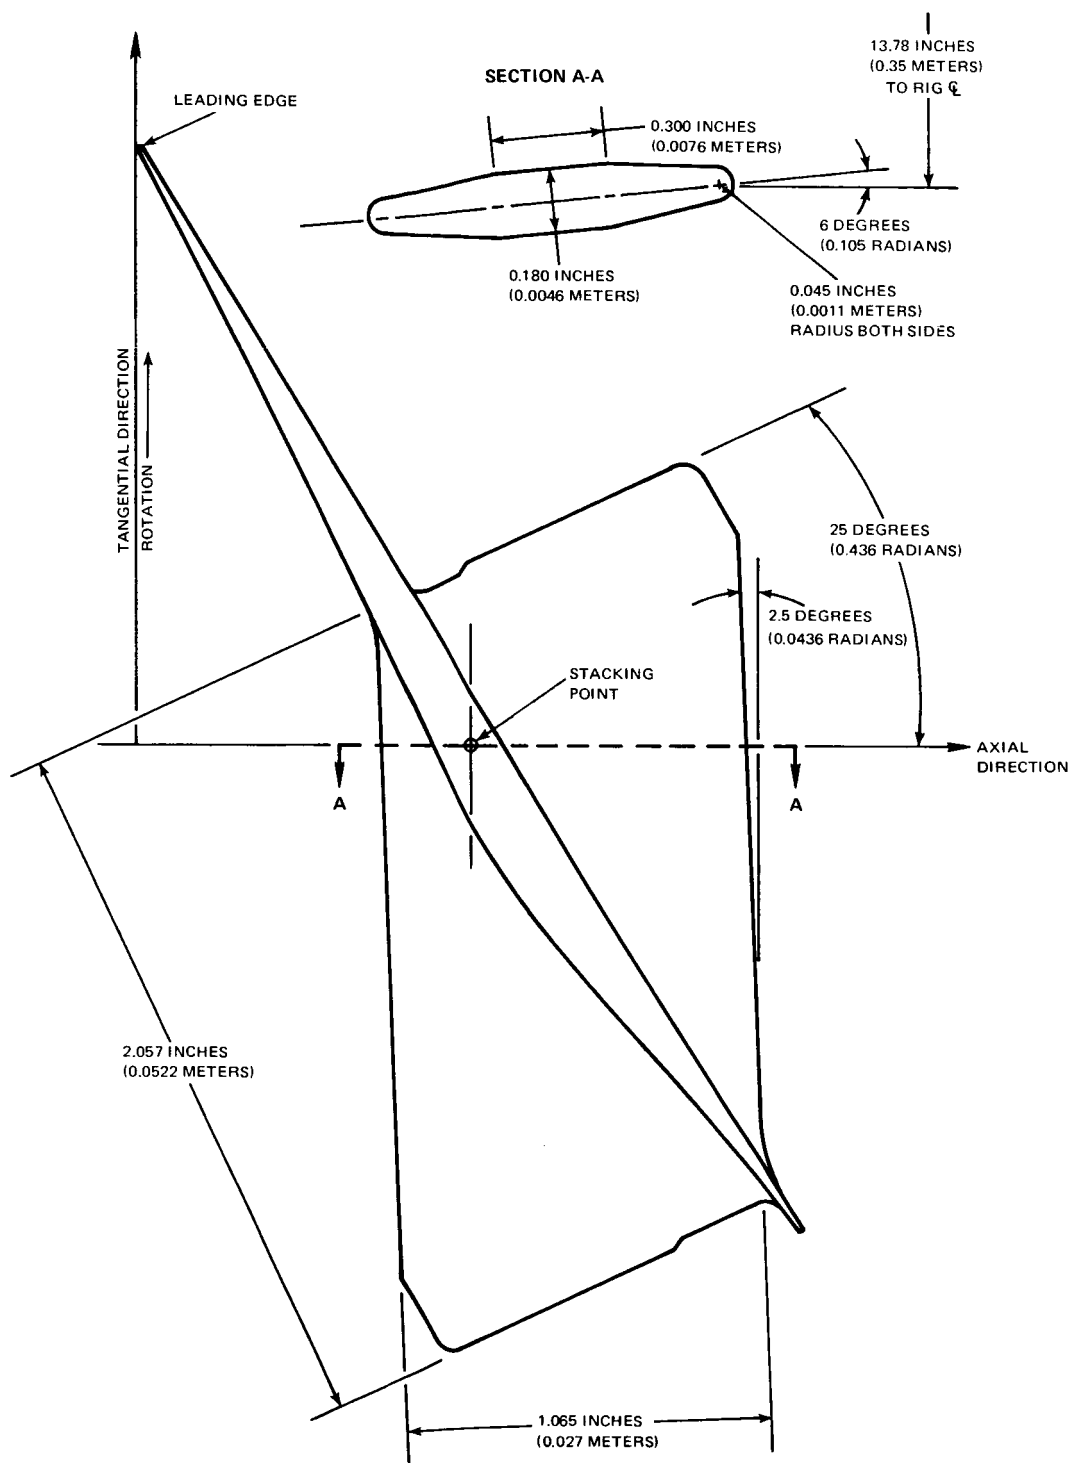 13.78 INCHES
(0.35 METERS)
TO RIG ℄
SECTION A-A
LEADING EDGE
0.300 INCHES
(0.0076 METERS)
6 DEGREES
(0.105 RADIANS)
0.180 INCHES
(0.0046 METERS)
0.045 INCHES
(0.0011 METERS)
RADIUS BOTH SIDES
TANGENTIAL DIRECTION
ROTATION
25 DEGREES
(0.436 RADIANS)
2.5 DEGREES
(0.0436 RADIANS)
STACKING
POINT
AXIAL
DIRECTION
A
A
2.057 INCHES
(0.0522 METERS)
1.065 INCHES
(0.027 METERS)